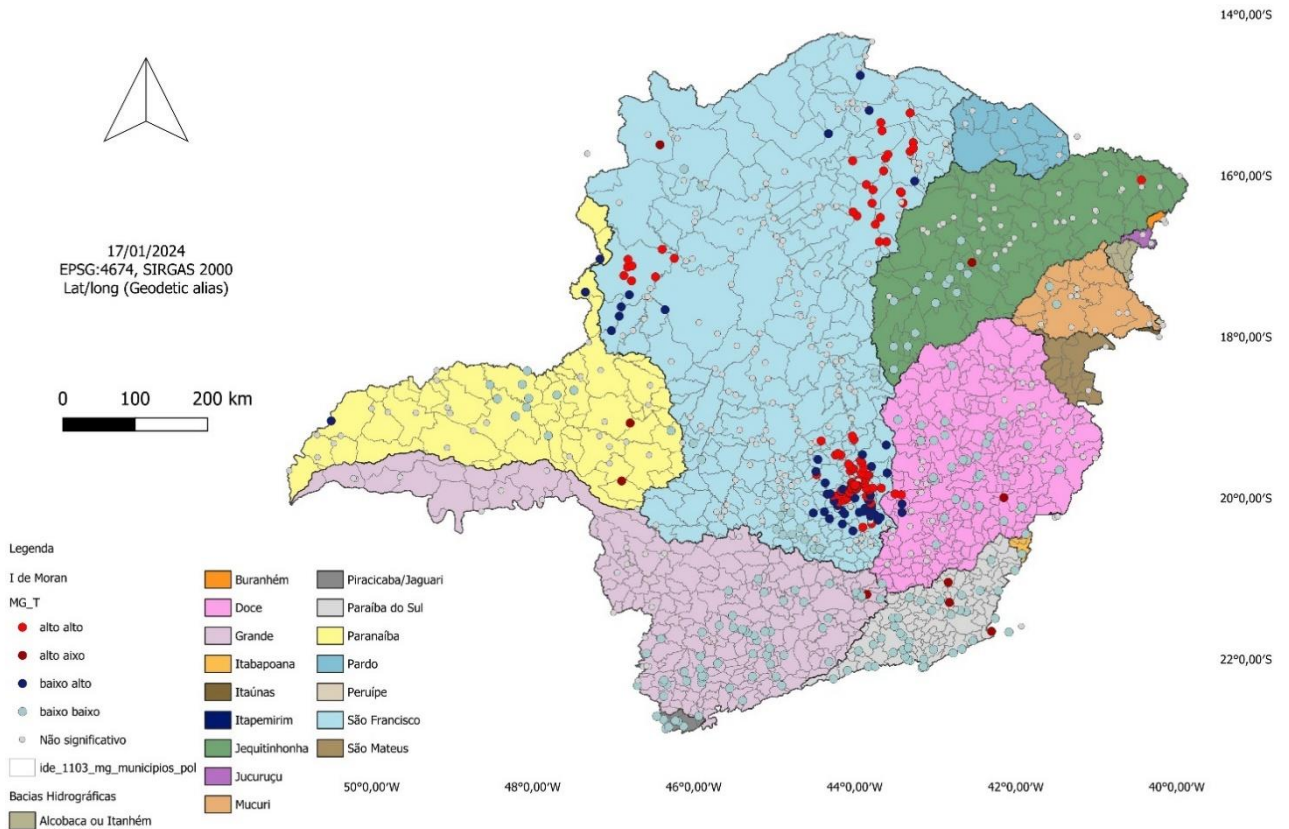 14°0,00'S
16°0,00'S
17/01/2024
EPSG:4674, SIRGAS 2000
Lat/long (Geodetic alias)
18°0,00'S
0 100 200 km
20°0,00'S
22°0,00'S
Legenda
I de Moran
MG_T
alto alto
alto aixo
baixo alto
baixo baixo
Não significativo
ide_1103_mg_municipios_pol
Bacias Hidrográficas
Alcobaca ou Itanhém
Buranhém
Doce
Grande
Itabapoana
Itaúnas
Itapemirim
Jequitinhonha
Jucuruçu
Mucuri
Piracicaba/Jaguari
Paraíba do Sul
Paranaíba
Pardo
Peruípe
São Francisco
São Mateus
50°0,00'W 48°0,00'W 46°0,00'W 44°0,00'W 42°0,00'W 40°0,00'W